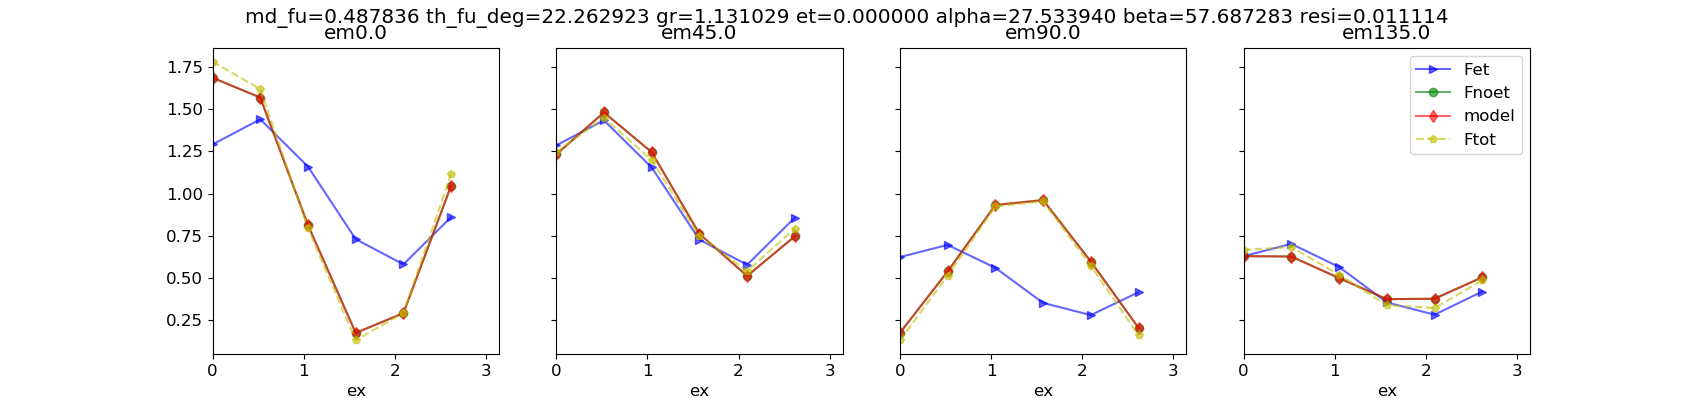 md_fu=0.487836 th_fu_deg=22.262923 gr=1.131029 et=0.000000 alpha=27.533940 beta=57.687283 resi=0.011114
em0.0 em45.0 em90.0 em135.0
1.75
1.50
1.25
1.00
0.75
0.50
0.25
Fet
Fnoet
model
Ftot
0 1 2 3 0 1 2 3 0 1 2 3 0 1 2 3
ex ex ex ex